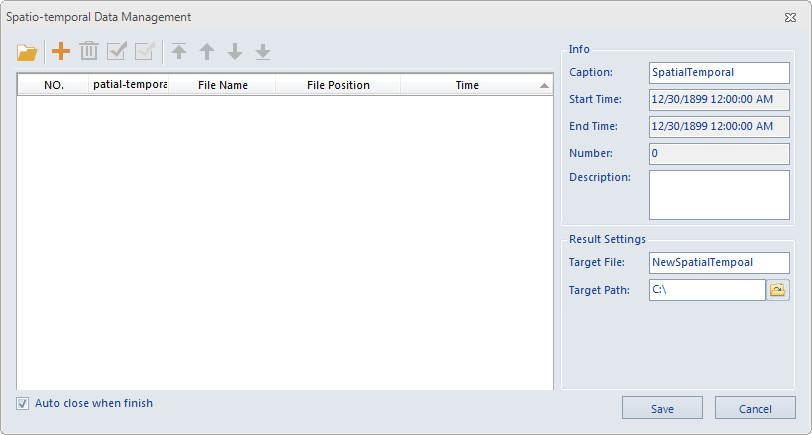 Spatio-temporal Data Management
NO. patial-tempora File Name File Position Time
Info
Caption: SpatialTemporal
Start Time: 12/30/1899 12:00:00 AM
End Time: 12/30/1899 12:00:00 AM
Number: 0
Description:
Result Settings
Target File: NewSpatialTempoal
Target Path: C:\
Auto close when finish
Save Cancel